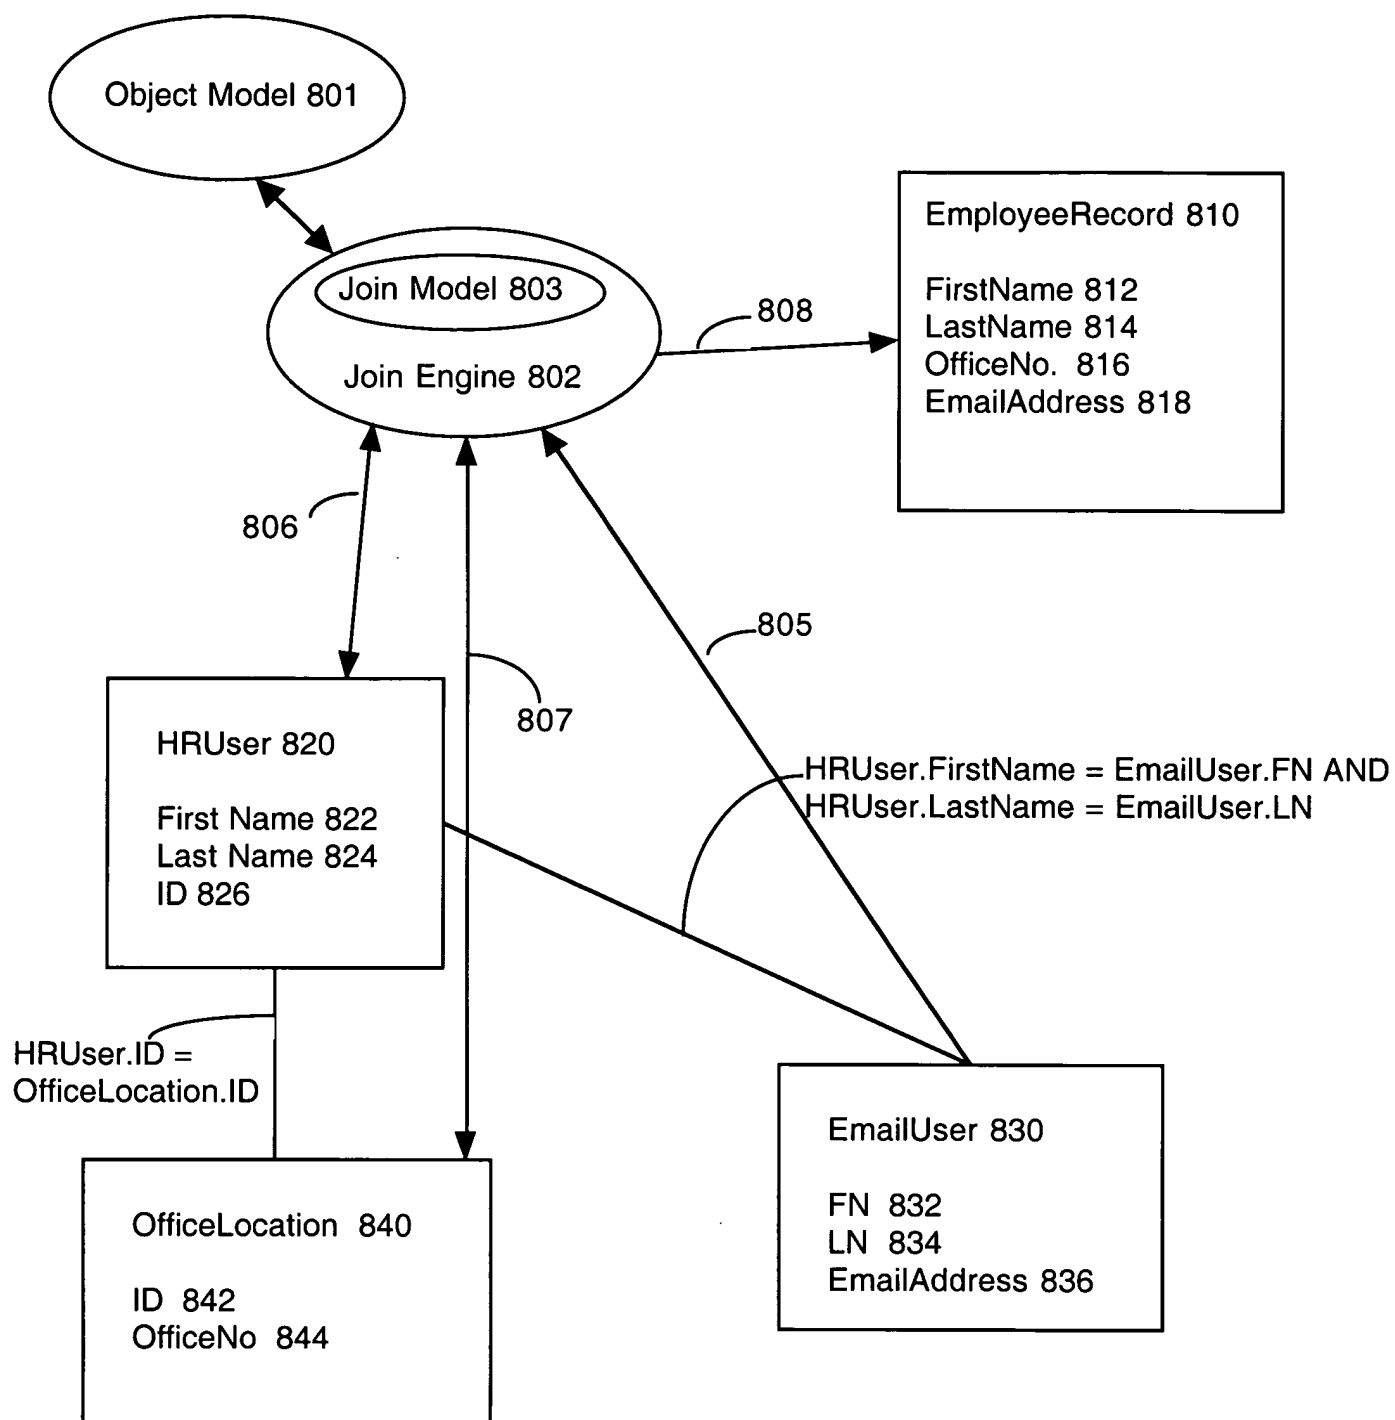 Object Model 801
Join Model 803
Join Engine 802
808
EmployeeRecord 810
FirstName 812
LastName 814
OfficeNo. 816
EmailAddress 818
806
807
805
HRUser 820
First Name 822
Last Name 824
ID 826
HRUser.FirstName = EmailUser.FN AND
HRUser.LastName = EmailUser.LN
HRUser.ID =
OfficeLocation.ID
EmailUser 830
FN 832
LN 834
EmailAddress 836
OfficeLocation 840
ID 842
OfficeNo 844